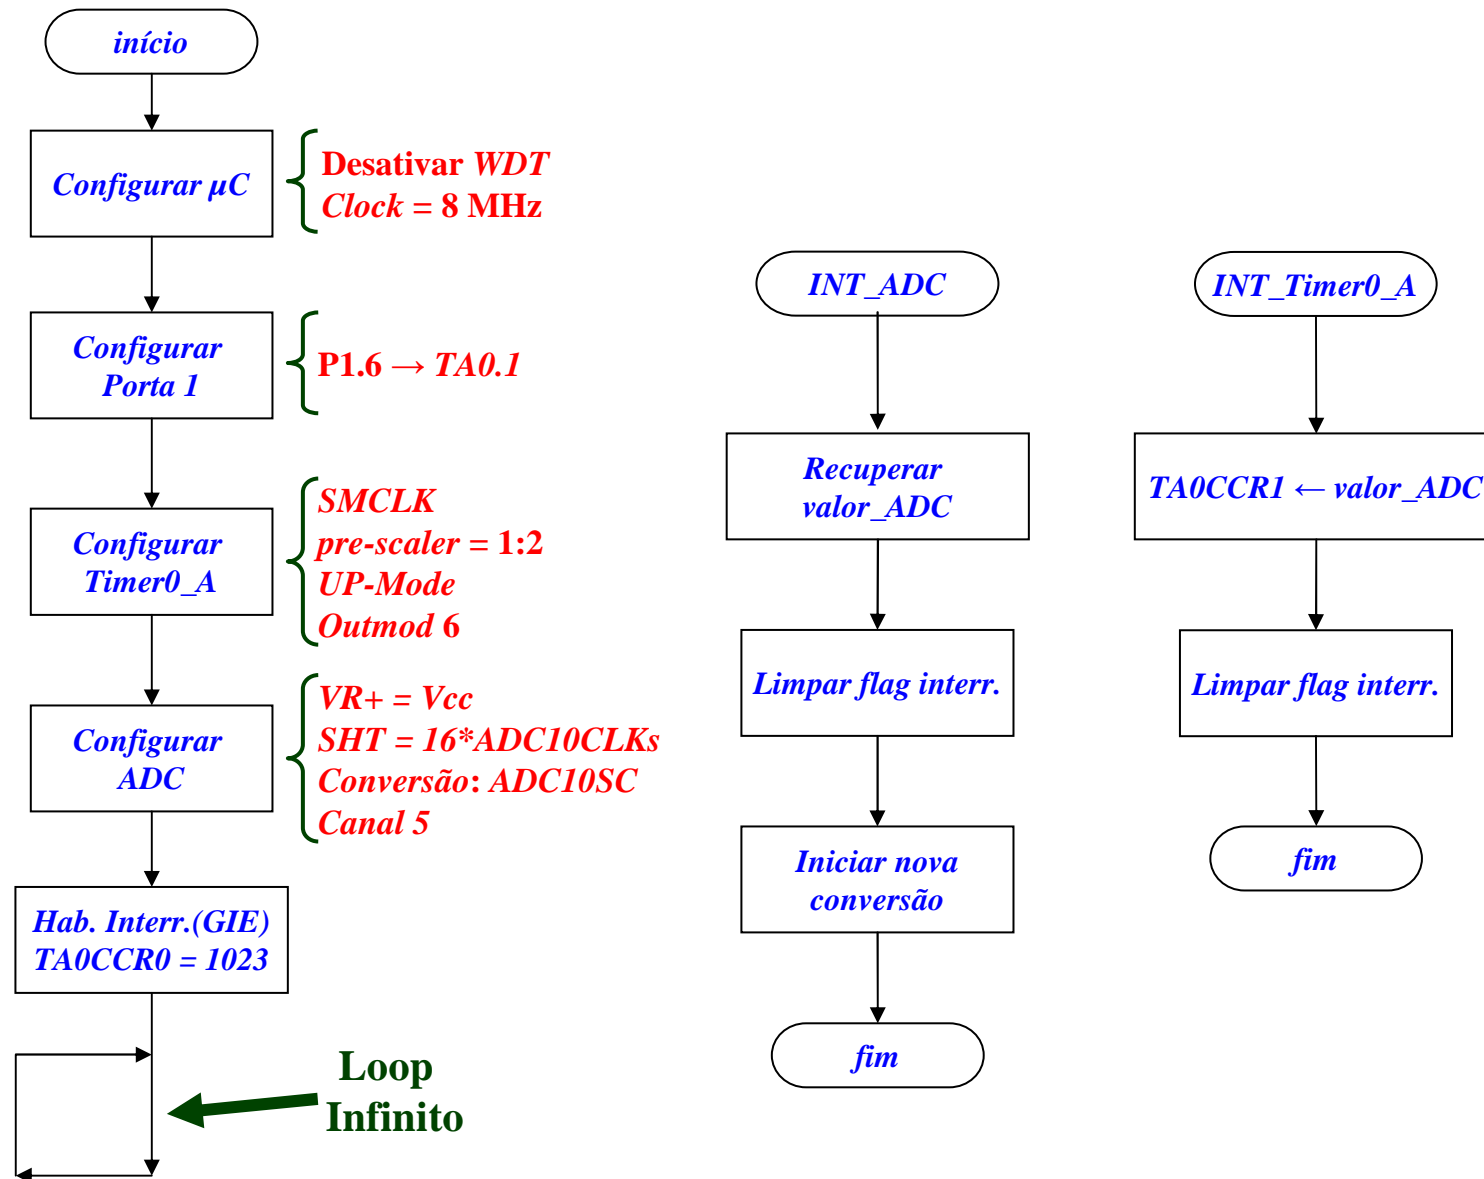 início
Configurar µC
Desativar WDT
Clock = 8 MHz
Configurar
Porta 1
P1.6 → TA0.1
Configurar
Timer0_A
SMCLK
pre-scaler = 1:2
UP-Mode
Outmod 6
Configurar
ADC
VR+ = Vcc
SHT = 16*ADC10CLKs
Conversão: ADC10SC
Canal 5
Hab. Interr.(GIE)
TA0CCR0 = 1023
Loop
Infinito
INT_ADC
Recuperar
valor_ADC
Limpar flag interr.
Iniciar nova
conversão
fim
INT_Timer0_A
TA0CCR1 ← valor_ADC
Limpar flag interr.
fim